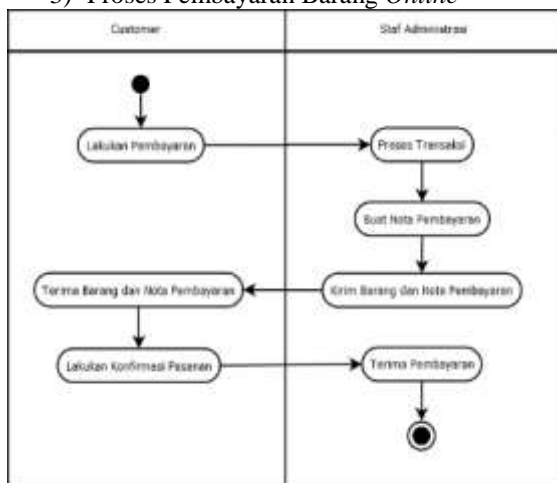 3) Proses Pembayaran Barang Online
Customer
Staf Administrasi
Lakukan Pembayaran
Proses Transaksi
Buat Nota Pembayaran
Terima Barang dan Nota Pembayaran
Kirim Barang dan Nota Pembayaran
Lakukan Konfirmasi Pesanan
Terima Pembayaran